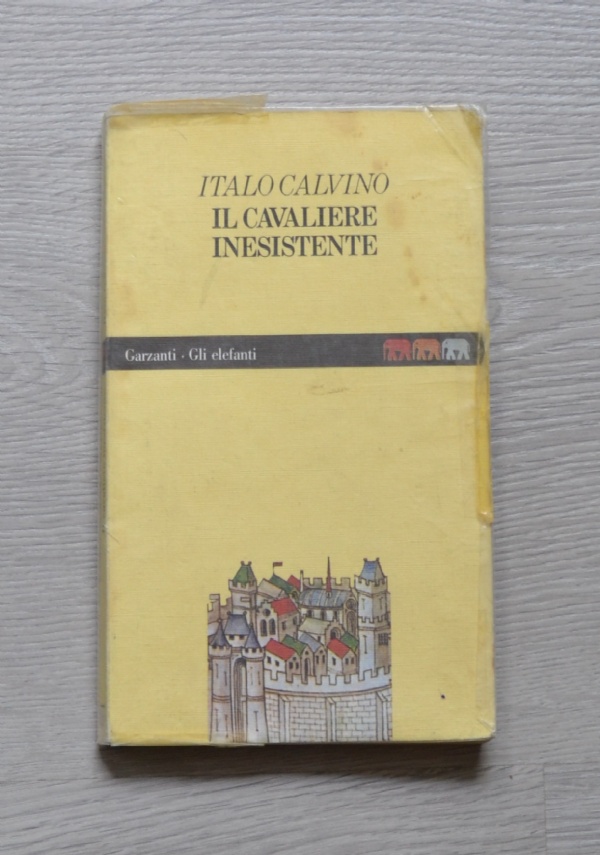 ITALO CALVINO
IL CAVALIERE
INESISTENTE
Garzanti · Gli elefanti